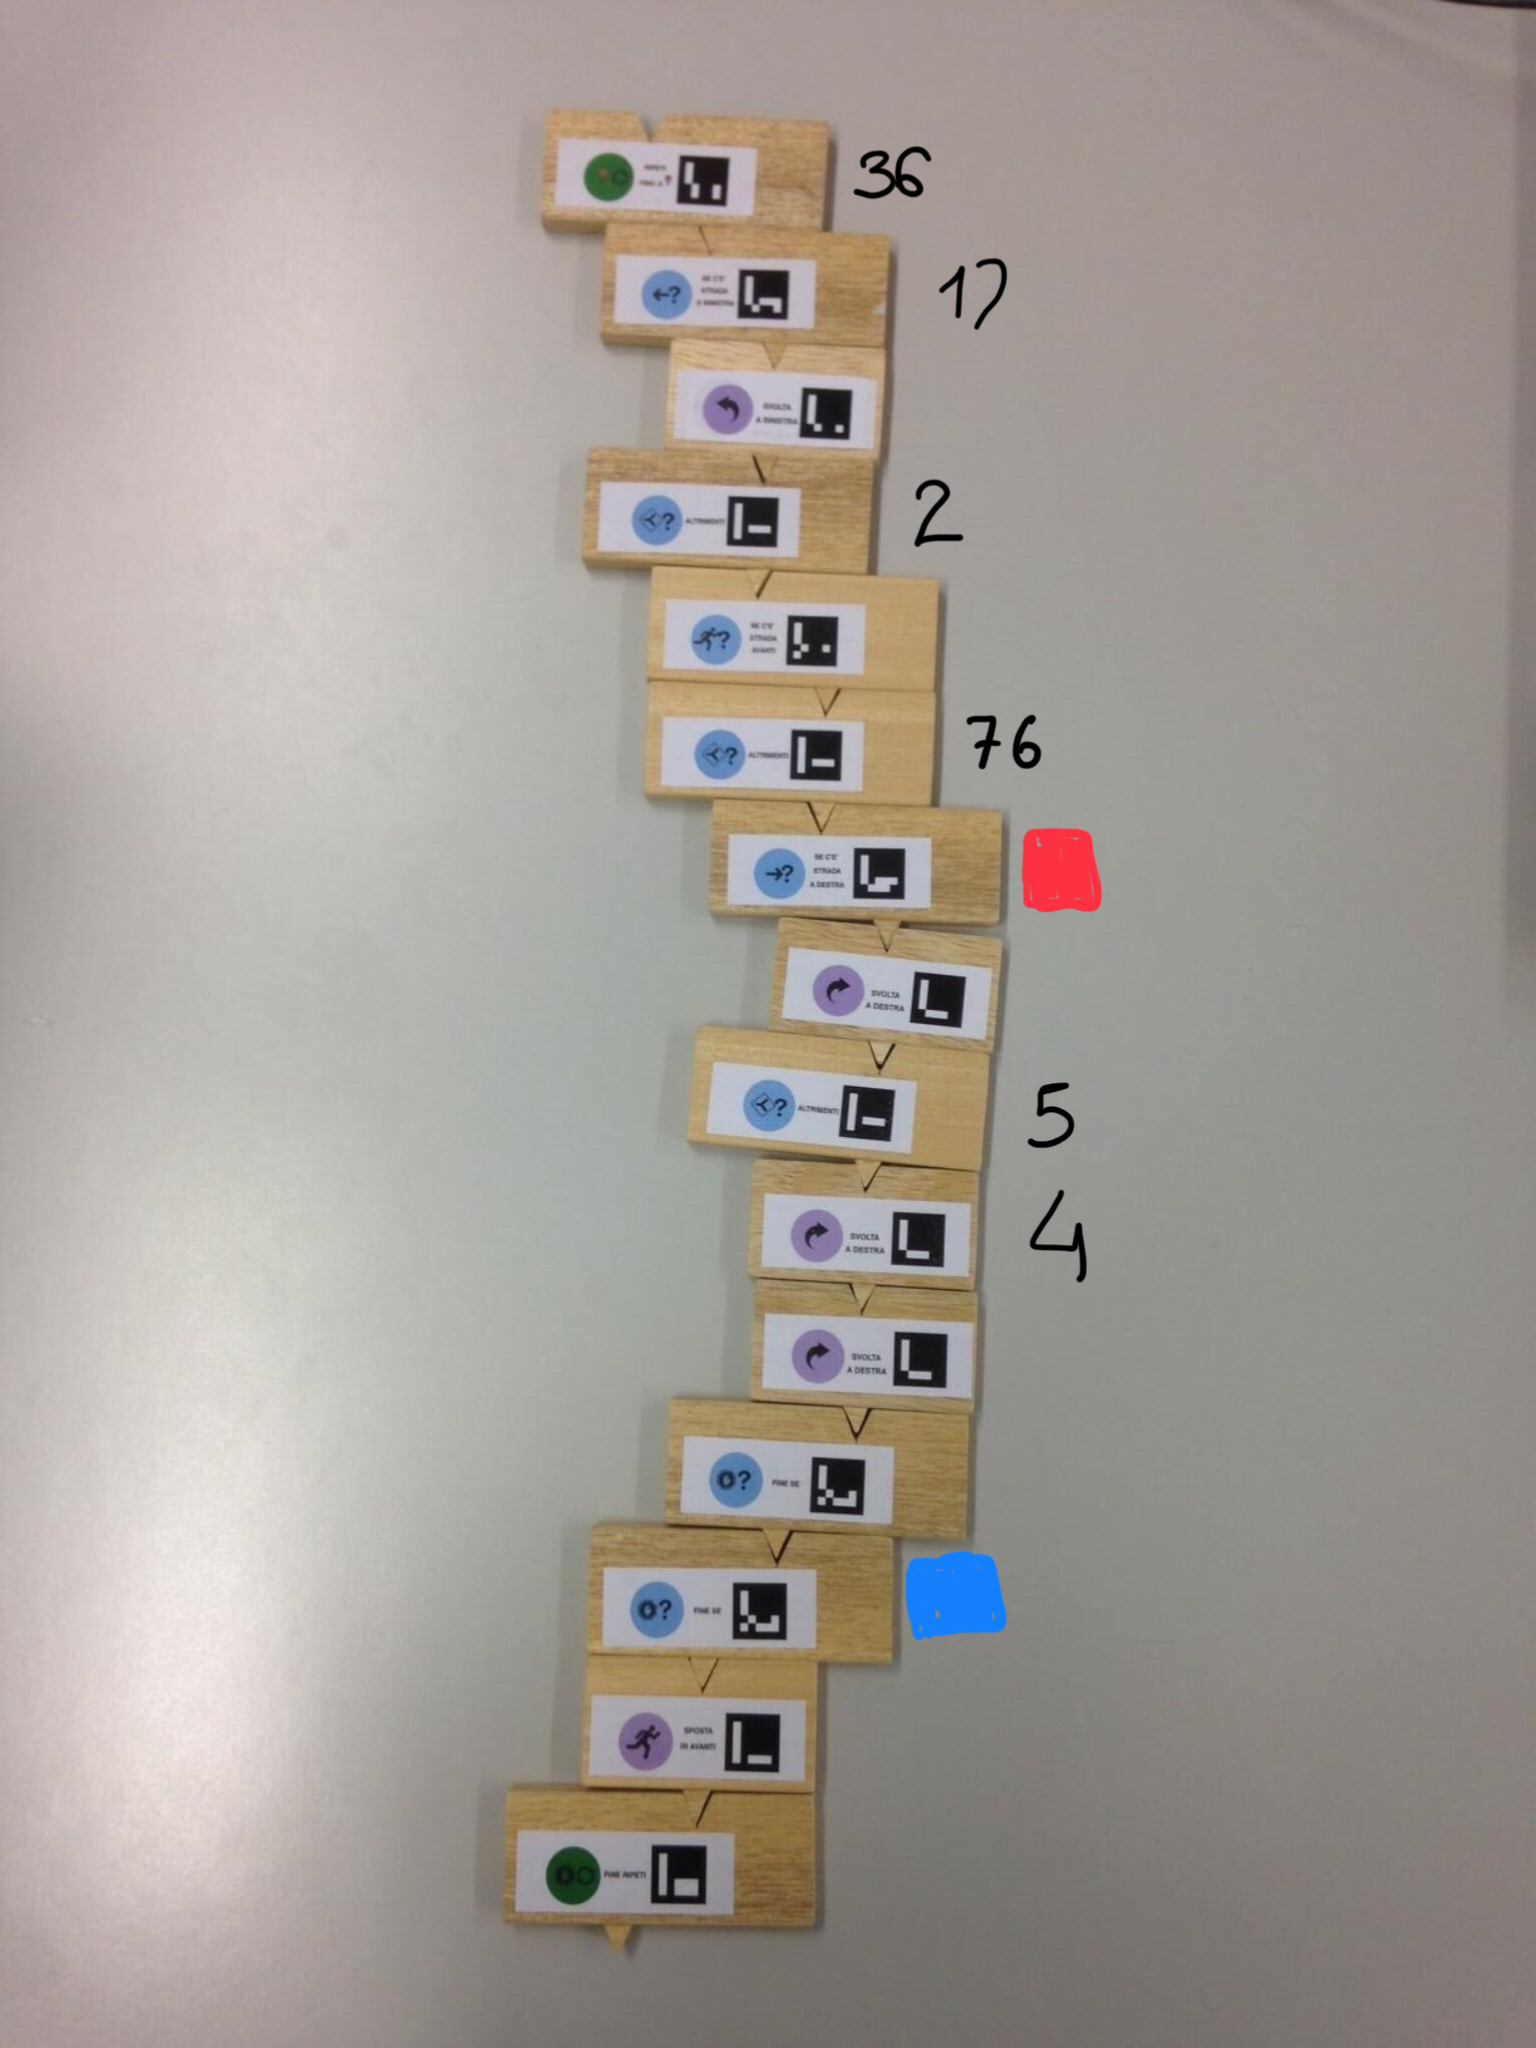 RIPETI
FINO A
36
SE C'E'
STRADA
A SINISTRA
17
SVOLTA
A SINISTRA
ALTRIMENTI
2
SE C'E'
STRADA
AVANTI
ALTRIMENTI
76
SE C'E'
STRADA
A DESTRA
SVOLTA
A DESTRA
ALTRIMENTI
5
SVOLTA
A DESTRA
4
SVOLTA
A DESTRA
FINE SE
FINE SE
SPOSTA
IN AVANTI
FINE RIPETI